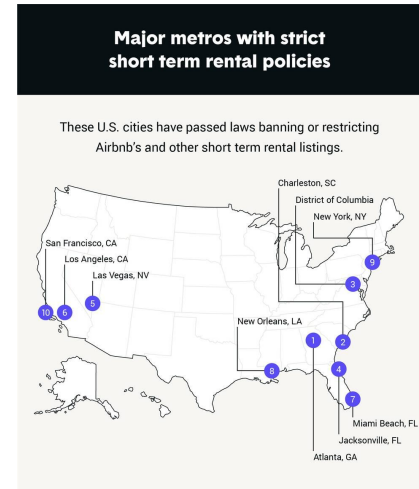 Major metros with strict
short term rental policies
These U.S. cities have passed laws banning or restricting
Airbnb's and other short term rental listings.
Charleston, SC
District of Columbia
New York, NY
San Francisco, CA
Los Angeles, CA
Las Vegas, NV
9
3
5
10
6
New Orleans, LA
1
2
8
4
7
Miami Beach, FL
Jacksonville, FL
Atlanta, GA